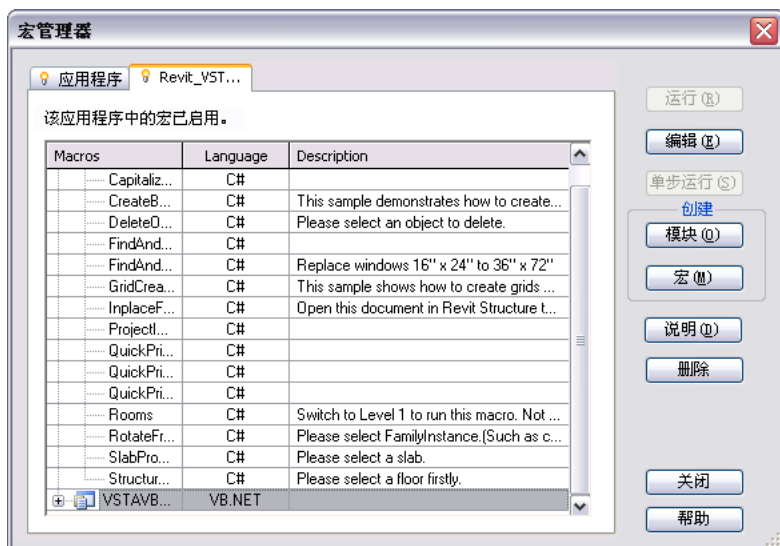 宏管理器
应用程序 Revit_VST...
该应用程序中的宏已启用。
Macros Language Description
Capitaliz... C#
CreateB... C# This sample demonstrates how to create...
DeleteO... C# Please select an object to delete.
FindAnd... C#
FindAnd... C# Replace windows 16" x 24" to 36" x 72"
GridCrea... C# This sample shows how to create grids ...
InplaceF... C# Open this document in Revit Structure t...
ProjectI... C#
QuickPri... C#
QuickPri... C#
QuickPri... C#
Rooms C# Switch to Level 1 to run this macro. Not ...
RotateFr... C# Please select FamilyInstance.(Such as c...
SlabPro... C# Please select a slab.
Structur... C# Please select a floor firstly.
VSTAVB... VB.NET
运行(R)
编辑(E)
单步运行(S)
创建
模块(O)
宏(M)
说明(D)
删除
关闭
帮助